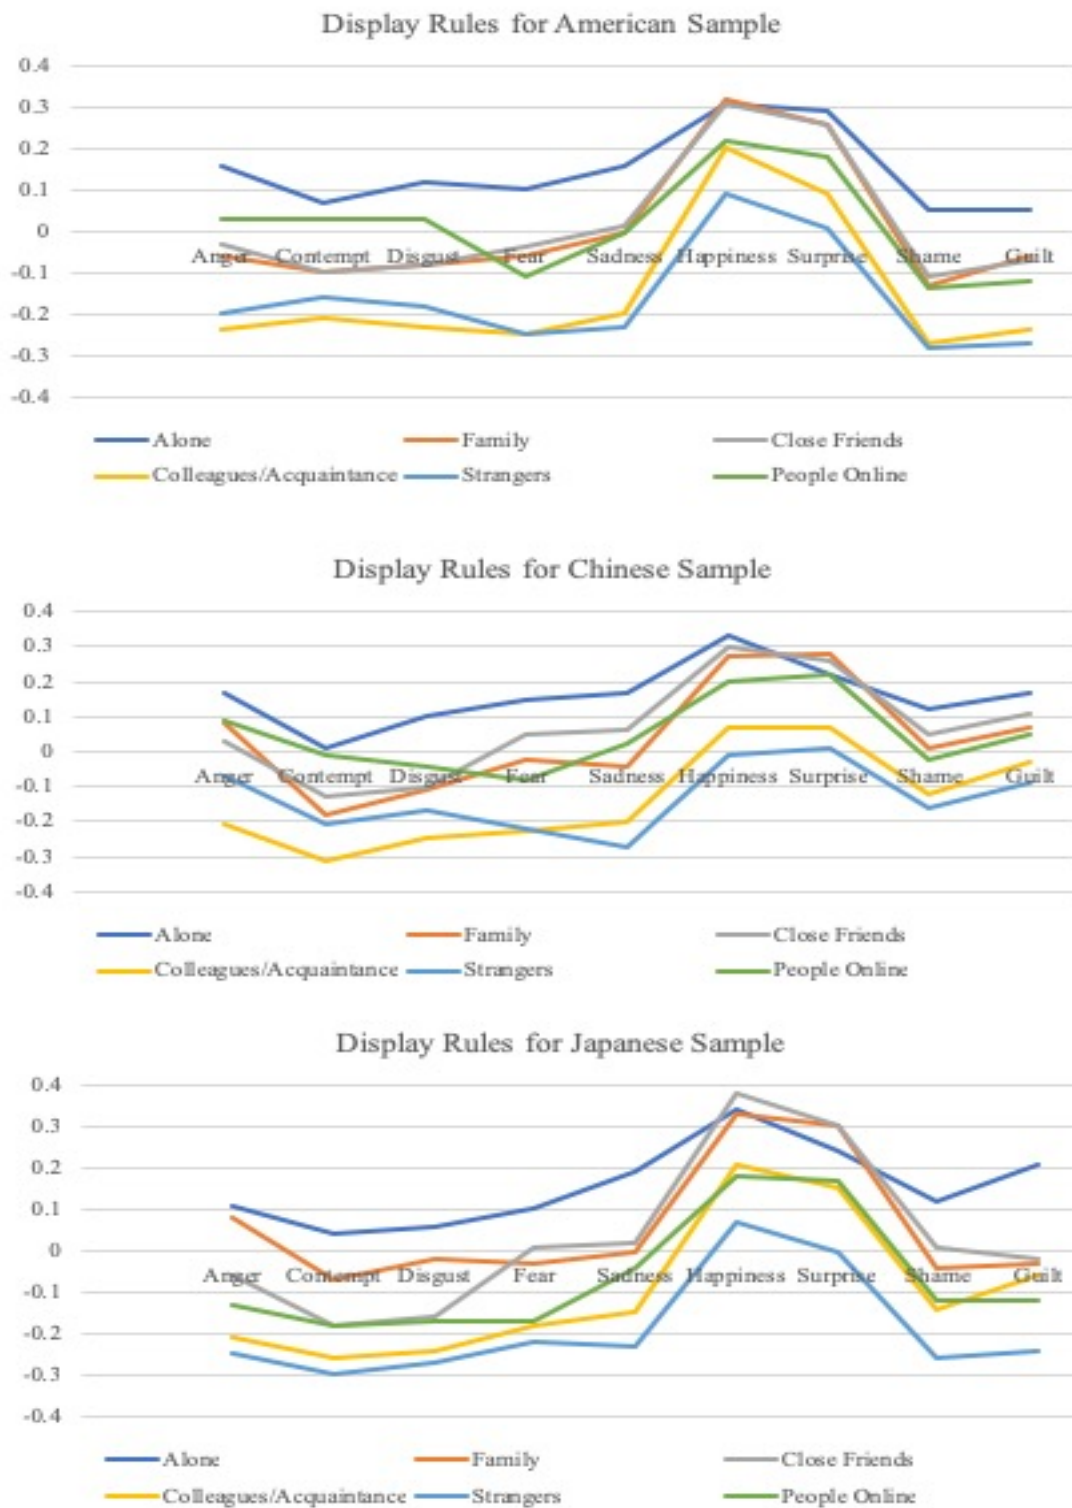 Display Rules for American Sample
0.4
0.3
0.2
0.1
0
Anger Contempt Disgust Fear Sadness Happiness Surprise Shame Guilt
-0.1
-0.2
-0.3
-0.4
Alone Family Close Friends
Colleagues/Acquaintance Strangers People Online
Display Rules for Chinese Sample
0.4
0.3
0.2
0.1
0
Anger Contempt Disgust Fear Sadness Happiness Surprise Shame Guilt
-0.1
-0.2
-0.3
-0.4
Alone Family Close Friends
Colleagues/Acquaintance Strangers People Online
Display Rules for Japanese Sample
0.4
0.3
0.2
0.1
0
Anger Contempt Disgust Fear Sadness Happiness Surprise Shame Guilt
-0.1
-0.2
-0.3
-0.4
Alone Family Close Friends
Colleagues/Acquaintance Strangers People Online